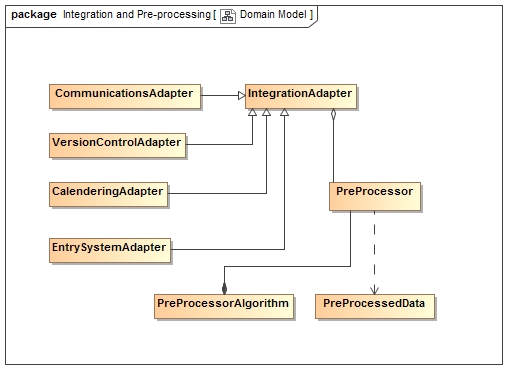 package Integration and Pre-processing [ Domain Model ]
CommunicationsAdapter
IntegrationAdapter
VersionControlAdapter
CalenderingAdapter
PreProcessor
EntrySystemAdapter
PreProcessorAlgorithm
PreProcessedData